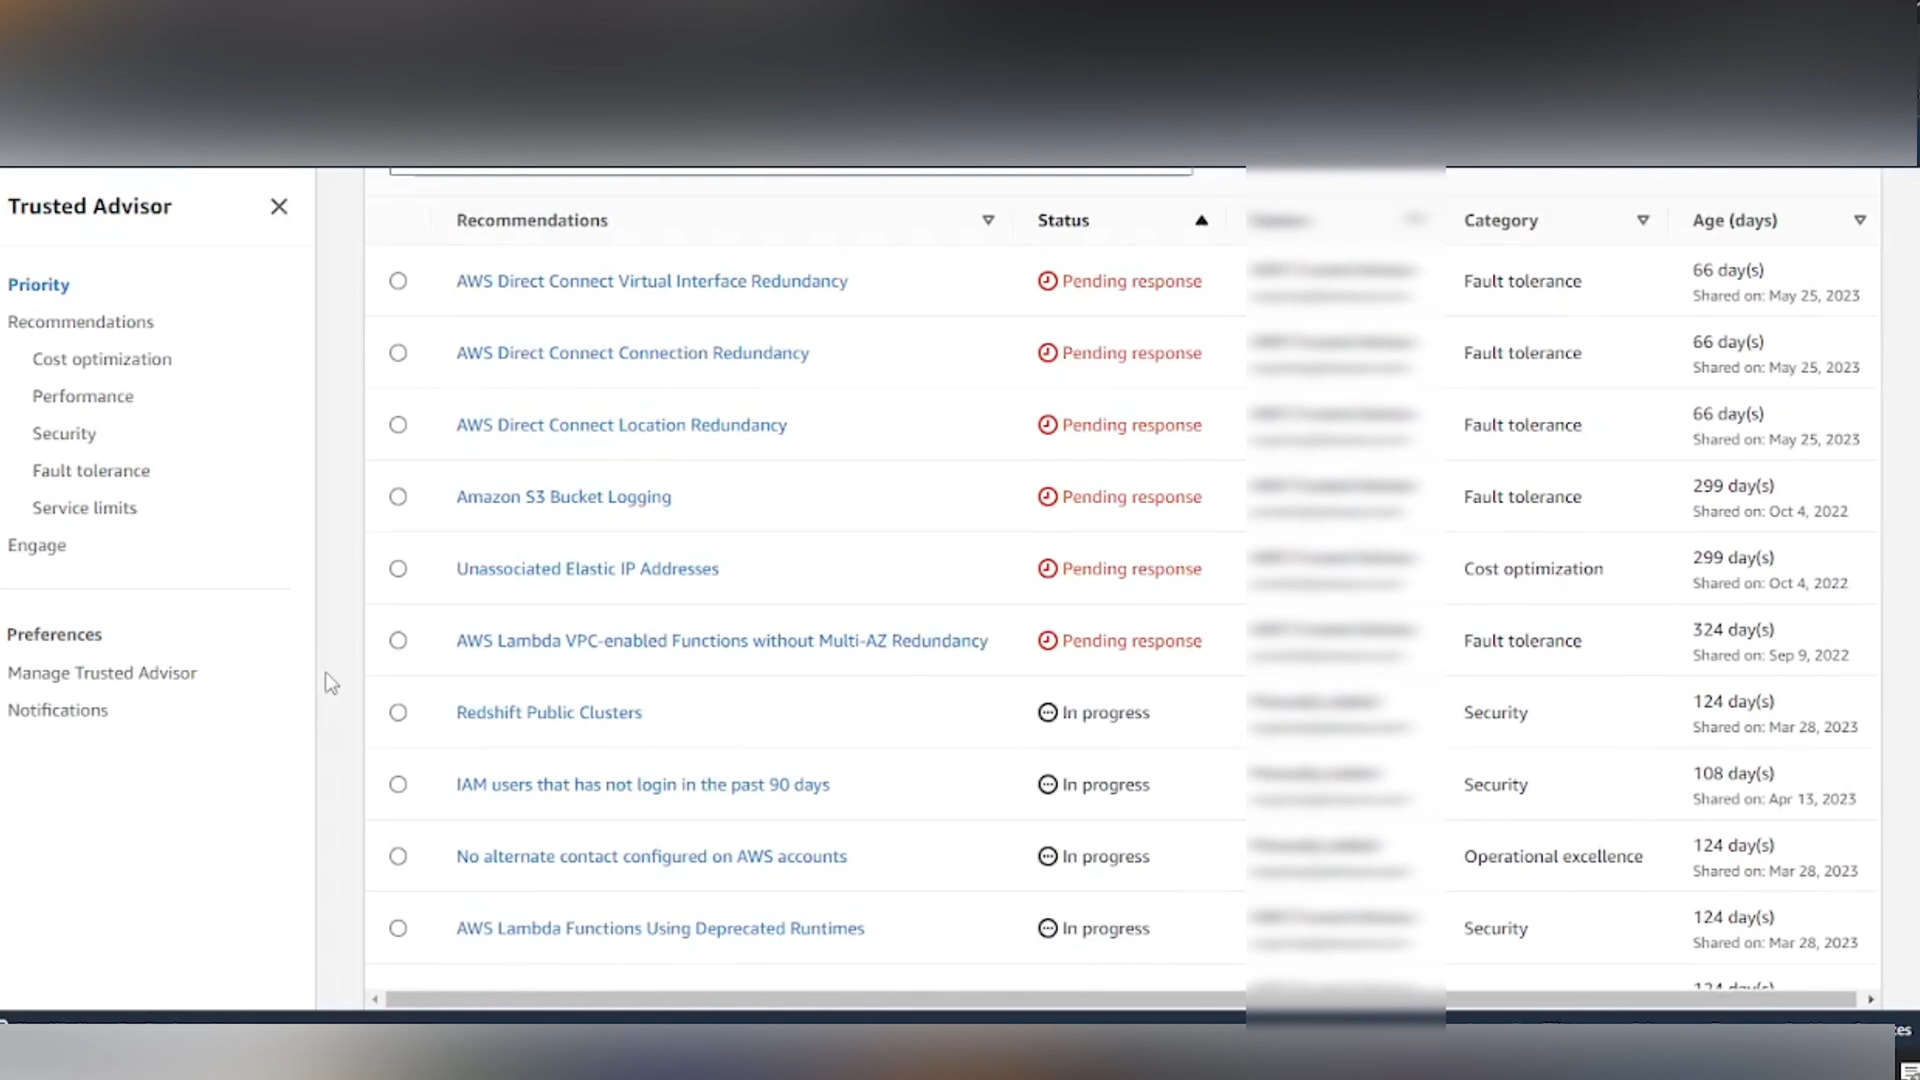 Trusted Advisor
Priority
Recommendations
Cost optimization
Performance
Security
Fault tolerance
Service limits
Engage
Preferences
Manage Trusted Advisor
Notifications
Recommendations Status Category Age (days)
AWS Direct Connect Virtual Interface Redundancy Pending response Fault tolerance 66 day(s)
Shared on: May 25, 2023
AWS Direct Connect Connection Redundancy Pending response Fault tolerance 66 day(s)
Shared on: May 25, 2023
AWS Direct Connect Location Redundancy Pending response Fault tolerance 66 day(s)
Shared on: May 25, 2023
Amazon S3 Bucket Logging Pending response Fault tolerance 299 day(s)
Shared on: Oct 4, 2022
Unassociated Elastic IP Addresses Pending response Cost optimization 299 day(s)
Shared on: Oct 4, 2022
AWS Lambda VPC-enabled Functions without Multi-AZ Redundancy Pending response Fault tolerance 324 day(s)
Shared on: Sep 9, 2022
Redshift Public Clusters In progress Security 124 day(s)
Shared on: Mar 28, 2023
IAM users that has not login in the past 90 days In progress Security 108 day(s)
Shared on: Apr 13, 2023
No alternate contact configured on AWS accounts In progress Operational excellence 124 day(s)
Shared on: Mar 28, 2023
AWS Lambda Functions Using Deprecated Runtimes In progress Security 124 day(s)
Shared on: Mar 28, 2023